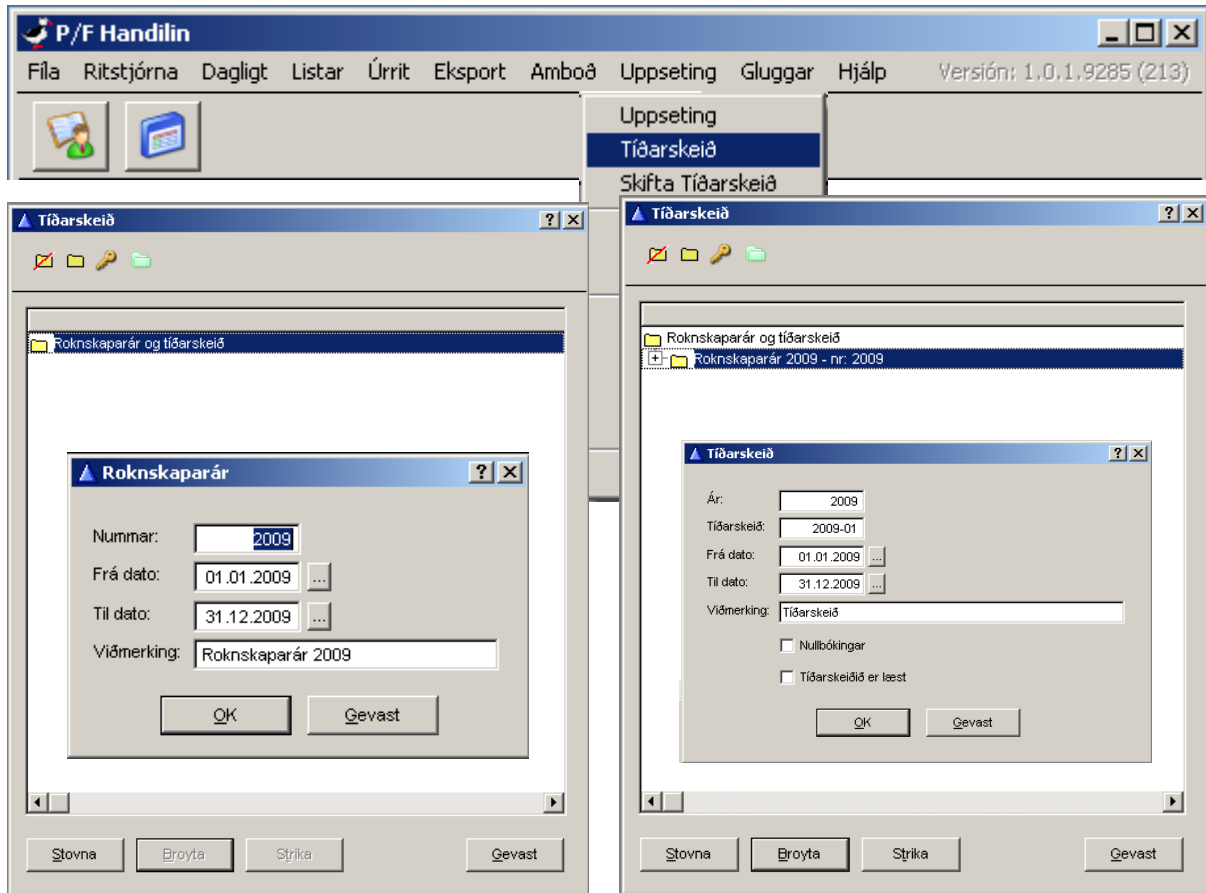 P/F Handilin
Fíla Ritstjórna Dagligt Listar Úrrit Eksport Amboð Uppseting Gluggar Hjálp Versión: 1.0.1.9285 (213)
Uppseting
Tíðarskeið
Skifta Tíðarskeið
Tíðarskeið
Roknskaparár og tíðarskeið
Roknskaparár
Nummar: 2009
Frá dato: 01.01.2009 ...
Til dato: 31.12.2009 ...
Viðmerking: Roknskaparár 2009
OK Gevast
Stovna Broyta Strika Gevast
Tíðarskeið
Roknskaparár og tíðarskeið
Roknskaparár 2009 - nr: 2009
Tíðarskeið
Ár: 2009
Tíðarskeið: 2009-01
Frá dato: 01.01.2009 ...
Til dato: 31.12.2009 ...
Viðmerking: Tíðarskeið
Nullbókingar
Tíðarskeiðið er læst
OK Gevast
Stovna Broyta Strika Gevast